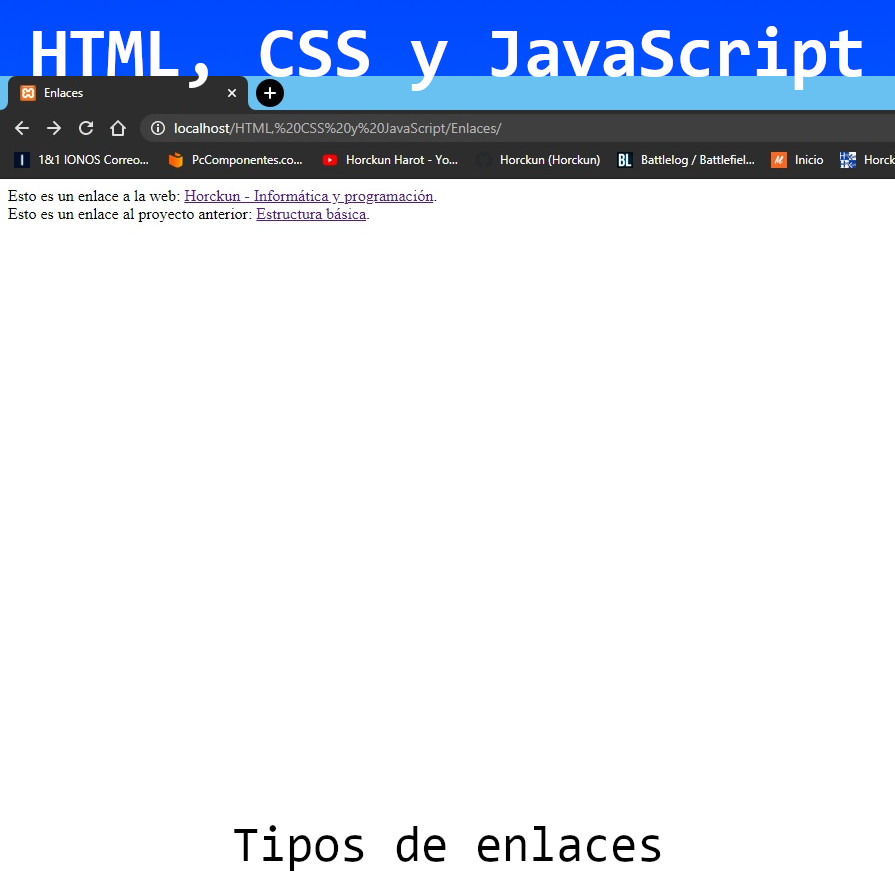 HTML, CSS y JavaScript
Enlaces
localhost/HTML,%20CSS%20y%20JavaScript/Enlaces/
1&1 IONOS Correo... PcComponentes.co... Horckun Harot - Yo... Horckun (Horckun) BL Battlelog / Battlefiel... Inicio Horck
Esto es un enlace a la web: Horckun - Informática y programación.
Esto es un enlace al proyecto anterior: Estructura básica.
Tipos de enlaces